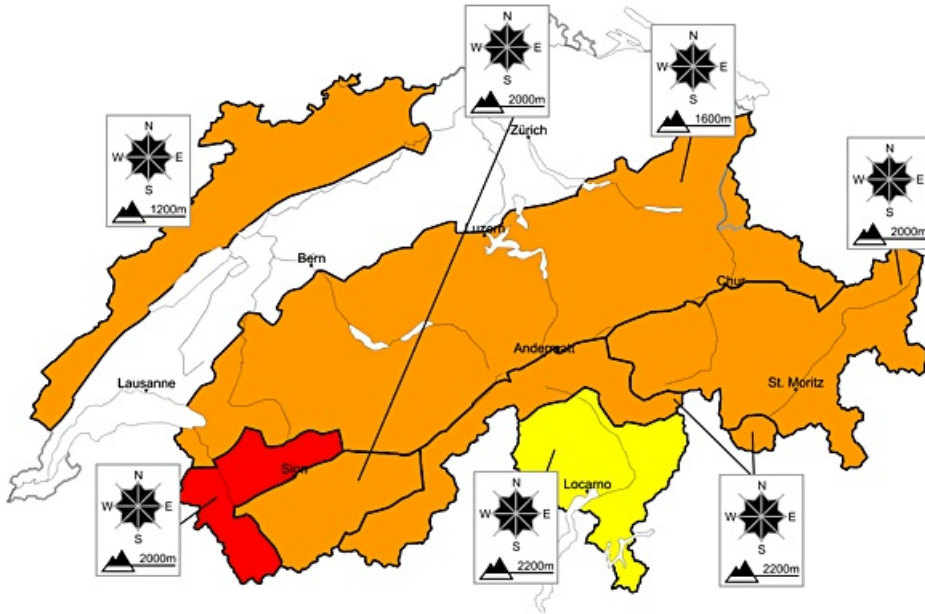 N
W E
S
2000m
N
W E
S
1600m
N
W E
S
1200m
N
W E
S
2000m
Zürich
Luzern
Bern
Chur
Andermatt
St. Moritz
Lausanne
Sion
Locarno
N
W E
S
2000m
N
W E
S
2200m
N
W E
S
2200m